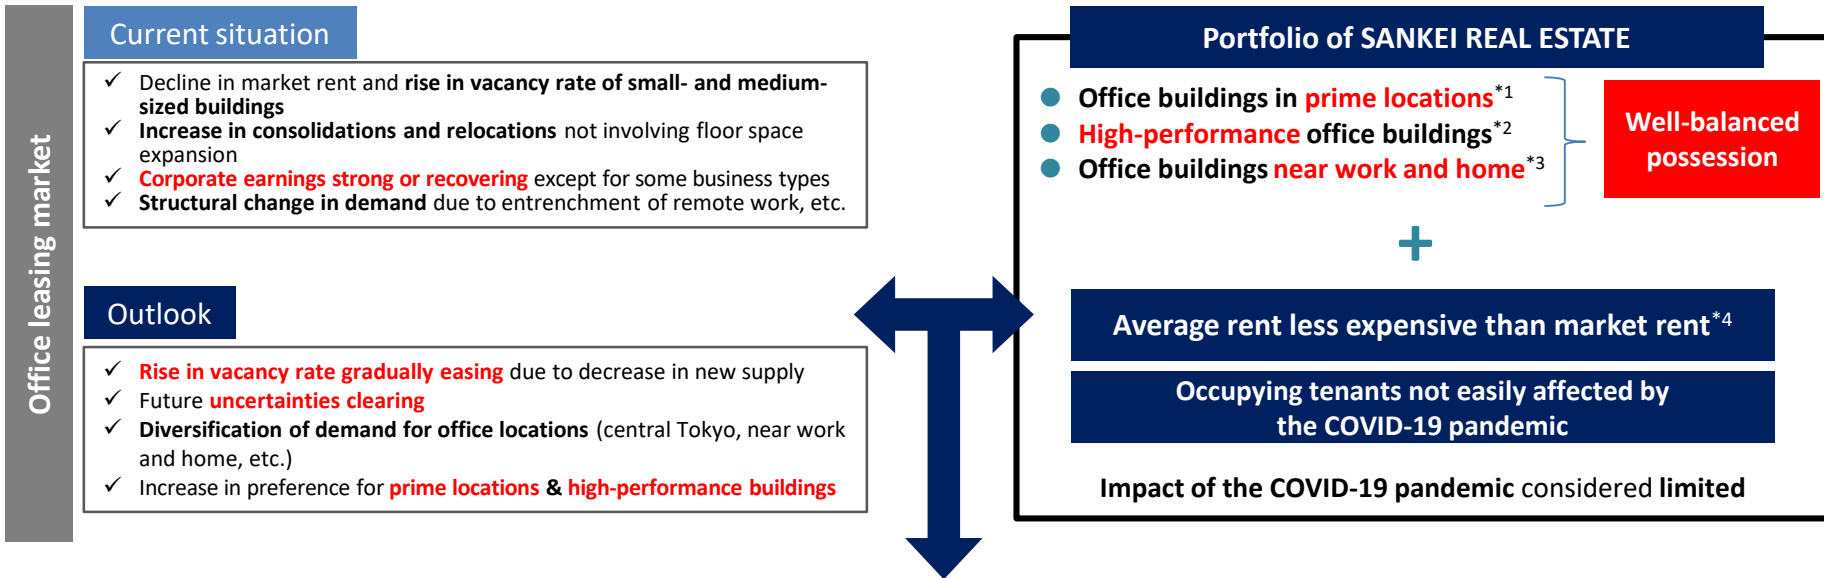 Office leasing market
Current situation
✓ Decline in market rent and rise in vacancy rate of small- and medium-
sized buildings
✓ Increase in consolidations and relocations not involving floor space
expansion
✓ Corporate earnings strong or recovering except for some business types
✓ Structural change in demand due to entrenchment of remote work, etc.
Outlook
✓ Rise in vacancy rate gradually easing due to decrease in new supply
✓ Future uncertainties clearing
✓ Diversification of demand for office locations (central Tokyo, near work
and home, etc.)
✓ Increase in preference for prime locations & high-performance buildings
Portfolio of SANKEI REAL ESTATE
● Office buildings in prime locations*1
● High-performance office buildings*2
● Office buildings near work and home*3
Well-balanced
possession
+
Average rent less expensive than market rent*4
Occupying tenants not easily affected by
the COVID-19 pandemic
Impact of the COVID-19 pandemic considered limited